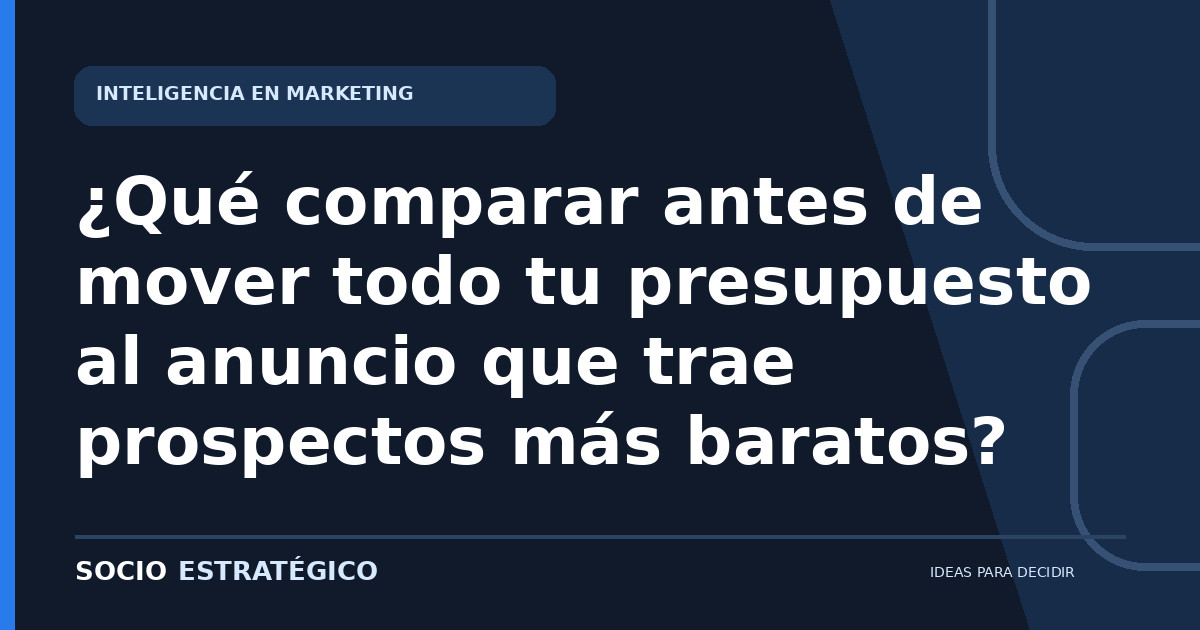 INTELIGENCIA EN MARKETING
¿Qué comparar antes de
mover todo tu presupuesto
al anuncio que trae
prospectos más baratos?
SOCIO ESTRATÉGICO
IDEAS PARA DECIDIR